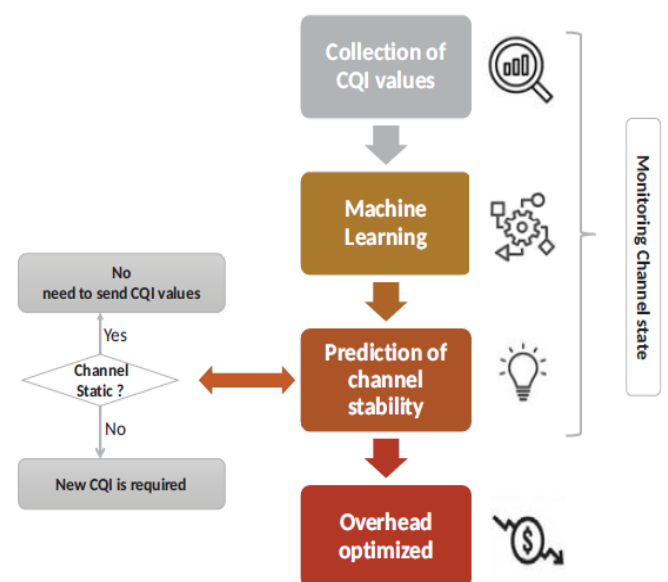 Collection of
CQI values
Machine
Learning
Monitoring Channel state
No
need to send CQI values
Yes
Channel
Static ?
No
New CQI is required
Prediction of
channel
stability
Overhead
optimized
$